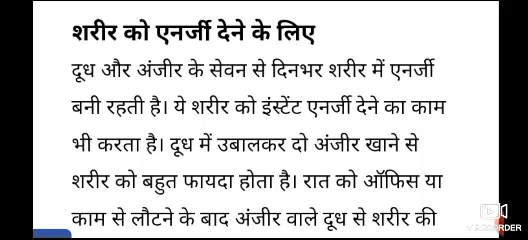 शरीर को एनर्जी देने के लिए
दूध और अंजीर के सेवन से दिनभर शरीर में एनर्जी
बनी रहती है। ये शरीर को इंस्टेंट एनर्जी देने का काम
भी करता है। दूध में उबालकर दो अंजीर खाने से
शरीर को बहुत फायदा होता है। रात को ऑफिस या
काम से लौटने के बाद अंजीर वाले दूध से शरीर की